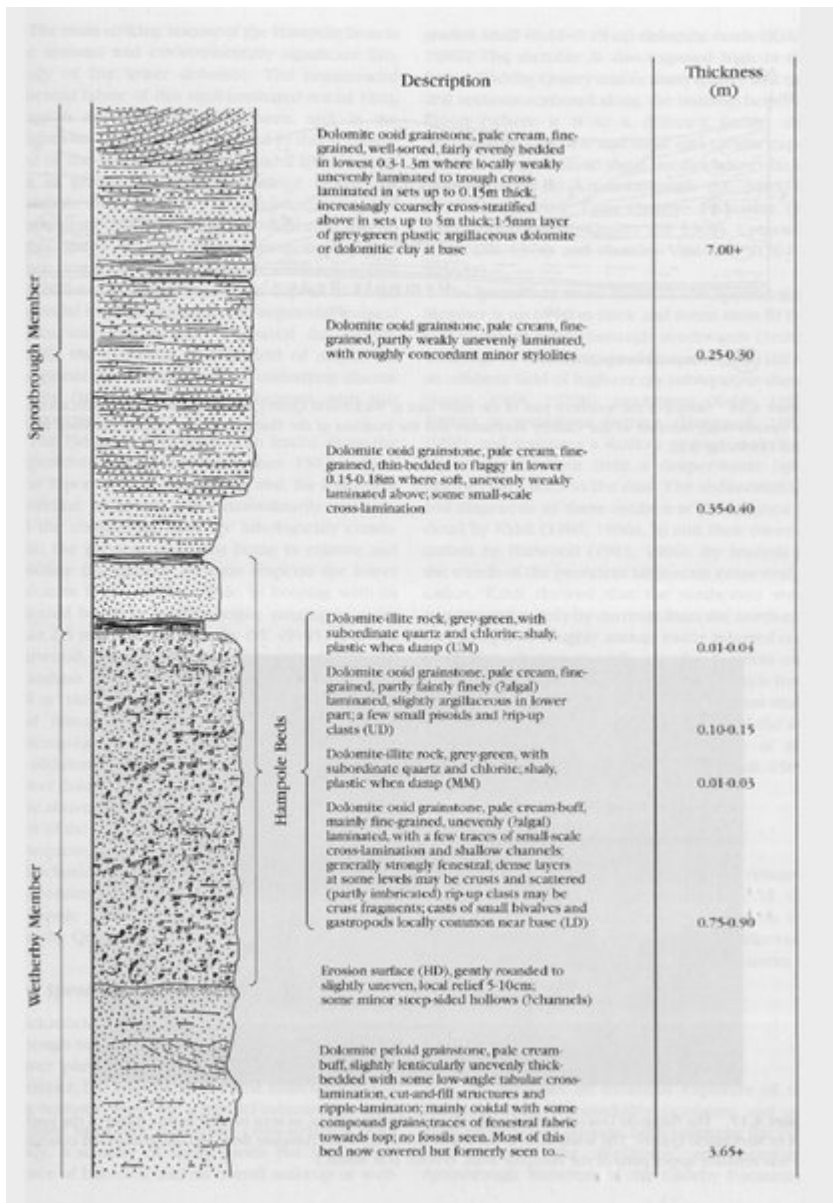 Description
Thickness
(m)
Dolomite ooid grainstone, pale cream, fine-
grained, well-sorted, fairly evenly bedded
in lowest 0.3-1.3m where locally weakly
unevenly laminated to trough cross-
laminated in sets up to 0.15m thick,
increasingly coarsely cross-stratified
above in sets up to 5m thick; 1-5mm layer
of grey-green plastic argillaceous dolomite
or dolomitic clay at base
7.00+
Sprotbrough Member
Dolomite ooid grainstone, pale cream, fine-
grained, partly weakly unevenly laminated,
with roughly concordant minor stylolites
0.25-0.30
Dolomite ooid grainstone, pale cream, fine-
grained, thin-bedded to flaggy in lower
0.15-0.18m where soft, unevenly weakly
laminated above; some small-scale
cross-lamination
0.35-0.40
Dolomite-illite rock, grey-green, with
subordinate quartz and chlorite, shaly,
plastic when damp (UM)
0.01-0.04
Dolomite ooid grainstone, pale cream, fine-
grained, partly faintly finely (?algal)
laminated, slightly argillaceous in lower
part; a few small pisoids and ?rip-up
clasts (UD)
0.10-0.15
Hampole Beds
Dolomite-illite rock, grey-green, with
subordinate quartz and chlorite, shaly,
plastic when damp (MM)
0.01-0.03
Dolomite ooid grainstone, pale cream-buff,
mainly fine-grained, unevenly (?algal)
laminated, with a few traces of small-scale
cross-lamination and shallow channels;
generally strongly fenestral; dense layers
at some levels may be crusts and scattered
(partly imbricated) rip-up clasts may be
crust fragments; casts of small bivalves and
gastropods locally common near base (LD)
0.75-0.90
Wetherby Member
Erosion surface (HD), gently rounded to
slightly uneven, local relief 5-10cm;
some minor steep-sided hollows (?channels)
Dolomite peloid grainstone, pale cream-
buff, slightly lenticularly unevenly thick-
bedded with some low-angle tabular cross-
lamination, cut-and-fill structures and
ripple-laminaton; mainly ooidal with some
compound grains; traces of fenestral fabric
towards top; no fossils seen. Most of this
bed now covered but formerly seen to...
3.65+